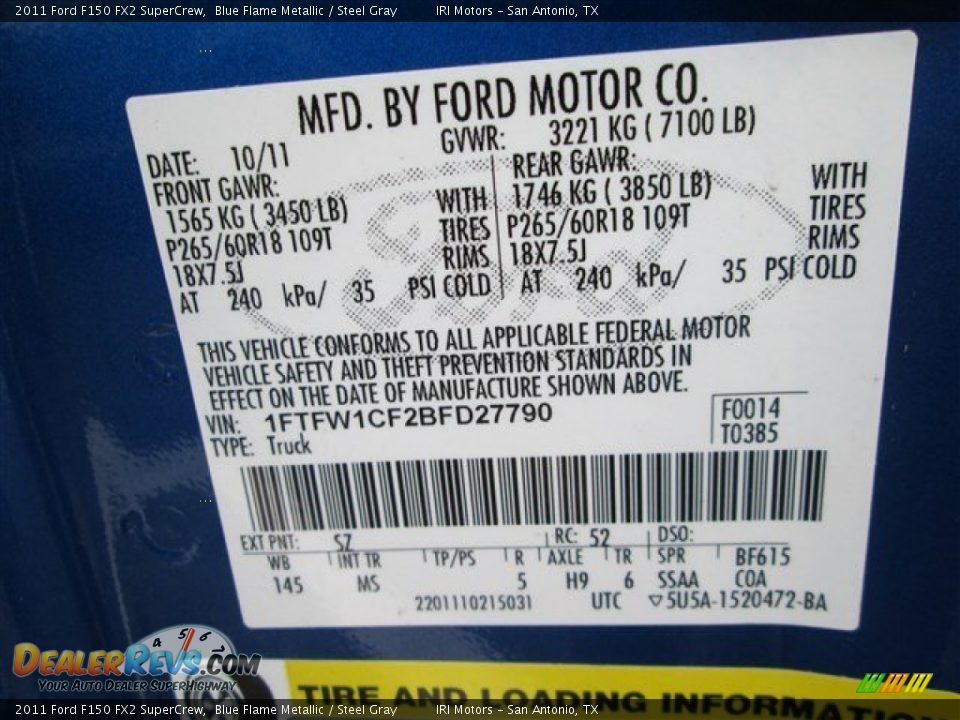 2011 Ford F150 FX2 SuperCrew, Blue Flame Metallic / Steel Gray IRI Motors - San Antonio, TX
MFD. BY FORD MOTOR CO.
DATE: 10/11 GVWR: 3221 KG ( 7100 LB)
FRONT GAWR: REAR GAWR:
1565 KG ( 3450 LB) WITH 1746 KG ( 3850 LB) WITH
P265/60R18 109T TIRES P265/60R18 109T TIRES
18X7.5J RIMS 18X7.5J RIMS
AT 240 kPa/ 35 PSI COLD AT 240 kPa/ 35 PSI COLD
Ford
THIS VEHICLE CONFORMS TO ALL APPLICABLE FEDERAL MOTOR
VEHICLE SAFETY AND THEFT PREVENTION STANDARDS IN
EFFECT ON THE DATE OF MANUFACTURE SHOWN ABOVE.
VIN: 1FTFW1CF2BFD27790 F0014
TYPE: Truck T0385
EXT PNT: SZ RC: 52 DSO:
WB INT TR TP/PS R AXLE TR SPR BF615
145 MS 5 H9 6 SSAA COA
2201110215031 UTC ▽5U5A-1520472-BA
4 5 6
DEALERREVS.COM
YOUR AUTO DEALER SUPERHIGHWAY
TIRE AND LOADING INFORMATION
2011 Ford F150 FX2 SuperCrew, Blue Flame Metallic / Steel Gray IRI Motors - San Antonio, TX